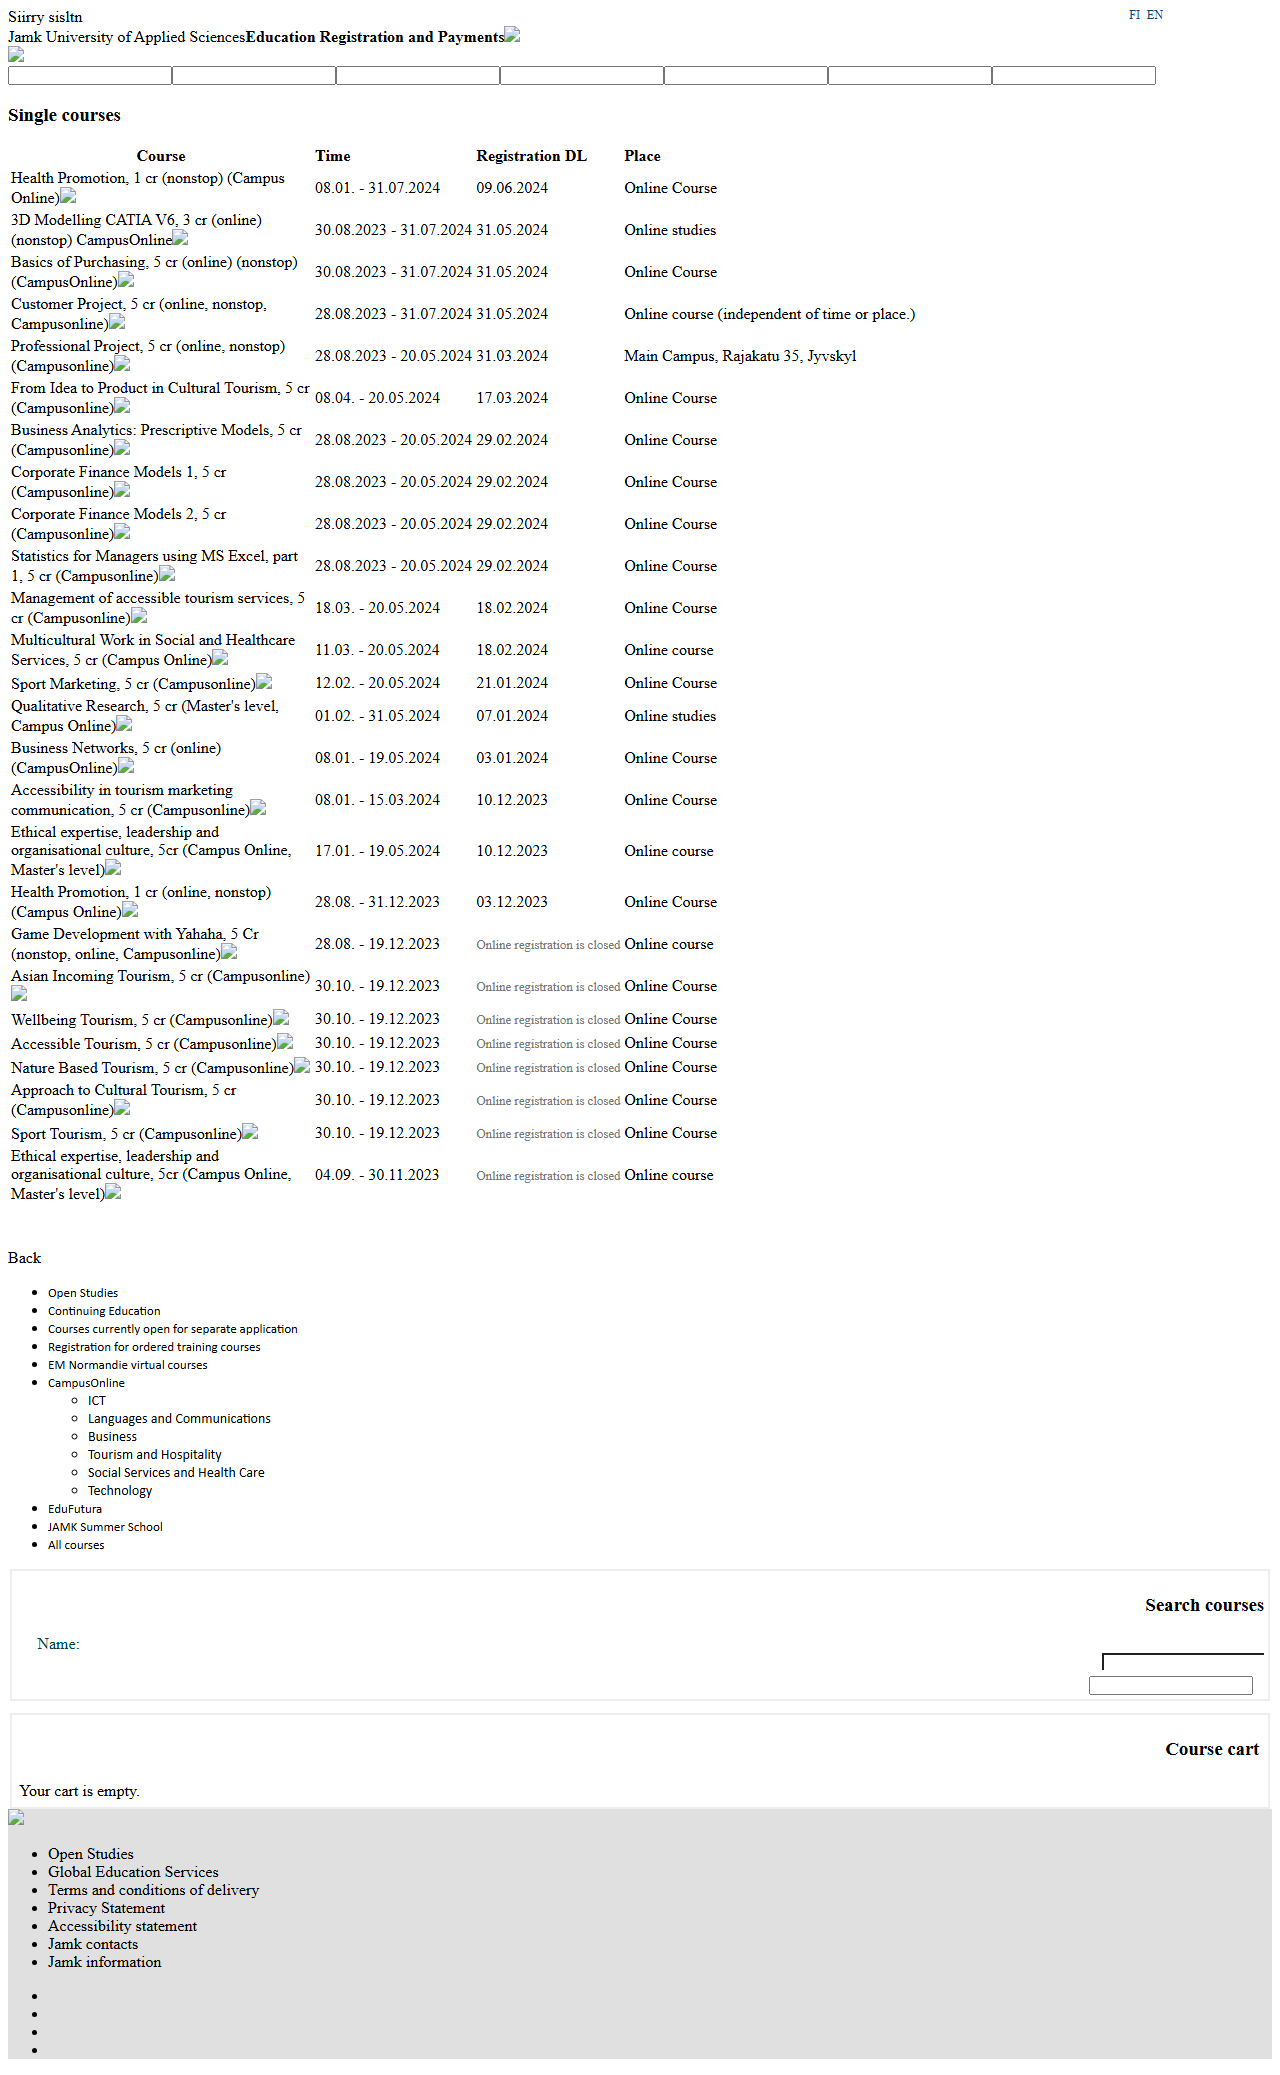 Siirry sisltn
FI EN
Jamk University of Applied SciencesEducation Registration and Payments
Single courses
Course Time Registration DL Place
Health Promotion, 1 cr (nonstop) (Campus
Online) 08.01. - 31.07.2024 09.06.2024 Online Course
3D Modelling CATIA V6, 3 cr (online)
(nonstop) CampusOnline 30.08.2023 - 31.07.2024 31.05.2024 Online studies
Basics of Purchasing, 5 cr (online) (nonstop)
(CampusOnline) 30.08.2023 - 31.07.2024 31.05.2024 Online Course
Customer Project, 5 cr (online, nonstop,
Campusonline) 28.08.2023 - 31.07.2024 31.05.2024 Online course (independent of time or place.)
Professional Project, 5 cr (online, nonstop)
(Campusonline) 28.08.2023 - 20.05.2024 31.03.2024 Main Campus, Rajakatu 35, Jyvskyl
From Idea to Product in Cultural Tourism, 5 cr
(Campusonline) 08.04. - 20.05.2024 17.03.2024 Online Course
Business Analytics: Prescriptive Models, 5 cr
(Campusonline) 28.08.2023 - 20.05.2024 29.02.2024 Online Course
Corporate Finance Models 1, 5 cr
(Campusonline) 28.08.2023 - 20.05.2024 29.02.2024 Online Course
Corporate Finance Models 2, 5 cr
(Campusonline) 28.08.2023 - 20.05.2024 29.02.2024 Online Course
Statistics for Managers using MS Excel, part
1, 5 cr (Campusonline) 28.08.2023 - 20.05.2024 29.02.2024 Online Course
Management of accessible tourism services, 5
cr (Campusonline) 18.03. - 20.05.2024 18.02.2024 Online Course
Multicultural Work in Social and Healthcare
Services, 5 cr (Campus Online) 11.03. - 20.05.2024 18.02.2024 Online course
Sport Marketing, 5 cr (Campusonline) 12.02. - 20.05.2024 21.01.2024 Online Course
Qualitative Research, 5 cr (Master's level,
Campus Online) 01.02. - 31.05.2024 07.01.2024 Online studies
Business Networks, 5 cr (online)
(CampusOnline) 08.01. - 19.05.2024 03.01.2024 Online Course
Accessibility in tourism marketing
communication, 5 cr (Campusonline) 08.01. - 15.03.2024 10.12.2023 Online Course
Ethical expertise, leadership and
organisational culture, 5cr (Campus Online, 17.01. - 19.05.2024 10.12.2023 Online course
Master's level)
Health Promotion, 1 cr (online, nonstop)
(Campus Online) 28.08. - 31.12.2023 03.12.2023 Online Course
Game Development with Yahaha, 5 Cr
(nonstop, online, Campusonline) 28.08. - 19.12.2023 Online registration is closed Online course
Asian Incoming Tourism, 5 cr (Campusonline) 30.10. - 19.12.2023 Online registration is closed Online Course
Wellbeing Tourism, 5 cr (Campusonline) 30.10. - 19.12.2023 Online registration is closed Online Course
Accessible Tourism, 5 cr (Campusonline) 30.10. - 19.12.2023 Online registration is closed Online Course
Nature Based Tourism, 5 cr (Campusonline) 30.10. - 19.12.2023 Online registration is closed Online Course
Approach to Cultural Tourism, 5 cr
(Campusonline) 30.10. - 19.12.2023 Online registration is closed Online Course
Sport Tourism, 5 cr (Campusonline) 30.10. - 19.12.2023 Online registration is closed Online Course
Ethical expertise, leadership and
organisational culture, 5cr (Campus Online, 04.09. - 30.11.2023 Online registration is closed Online course
Master's level)
Back
Open Studies
Continuing Education
Courses currently open for separate application
Registration for ordered training courses
EM Normandie virtual courses
CampusOnline
ICT
Languages and Communications
Business
Tourism and Hospitality
Social Services and Health Care
Technology
EduFutura
JAMK Summer School
All courses
Search courses
Name:
Course cart
Your cart is empty.
Open Studies
Global Education Services
Terms and conditions of delivery
Privacy Statement
Accessibility statement
Jamk contacts
Jamk information